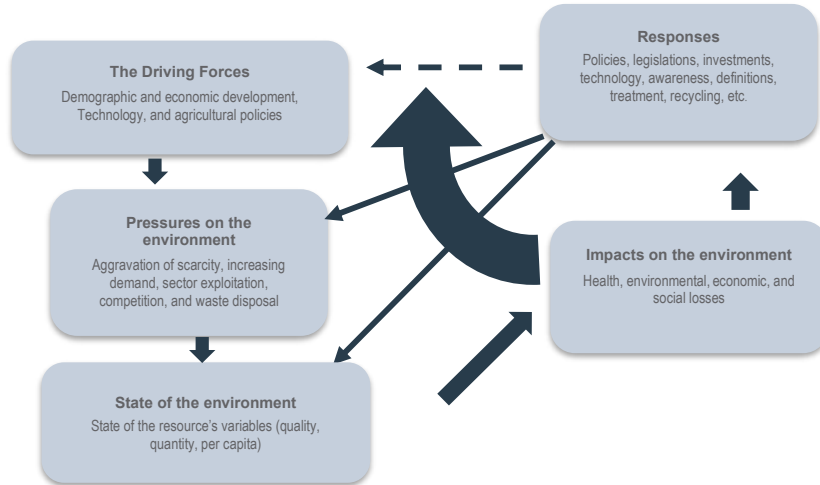 The Driving Forces
Demographic and economic development,
Technology, and agricultural policies
Responses
Policies, legislations, investments,
technology, awareness, definitions,
treatment, recycling, etc.
Pressures on the
environment
Aggravation of scarcity, increasing
demand, sector exploitation,
competition, and waste disposal
Impacts on the environment
Health, environmental, economic, and
social losses
State of the environment
State of the resource's variables (quality,
quantity, per capita)